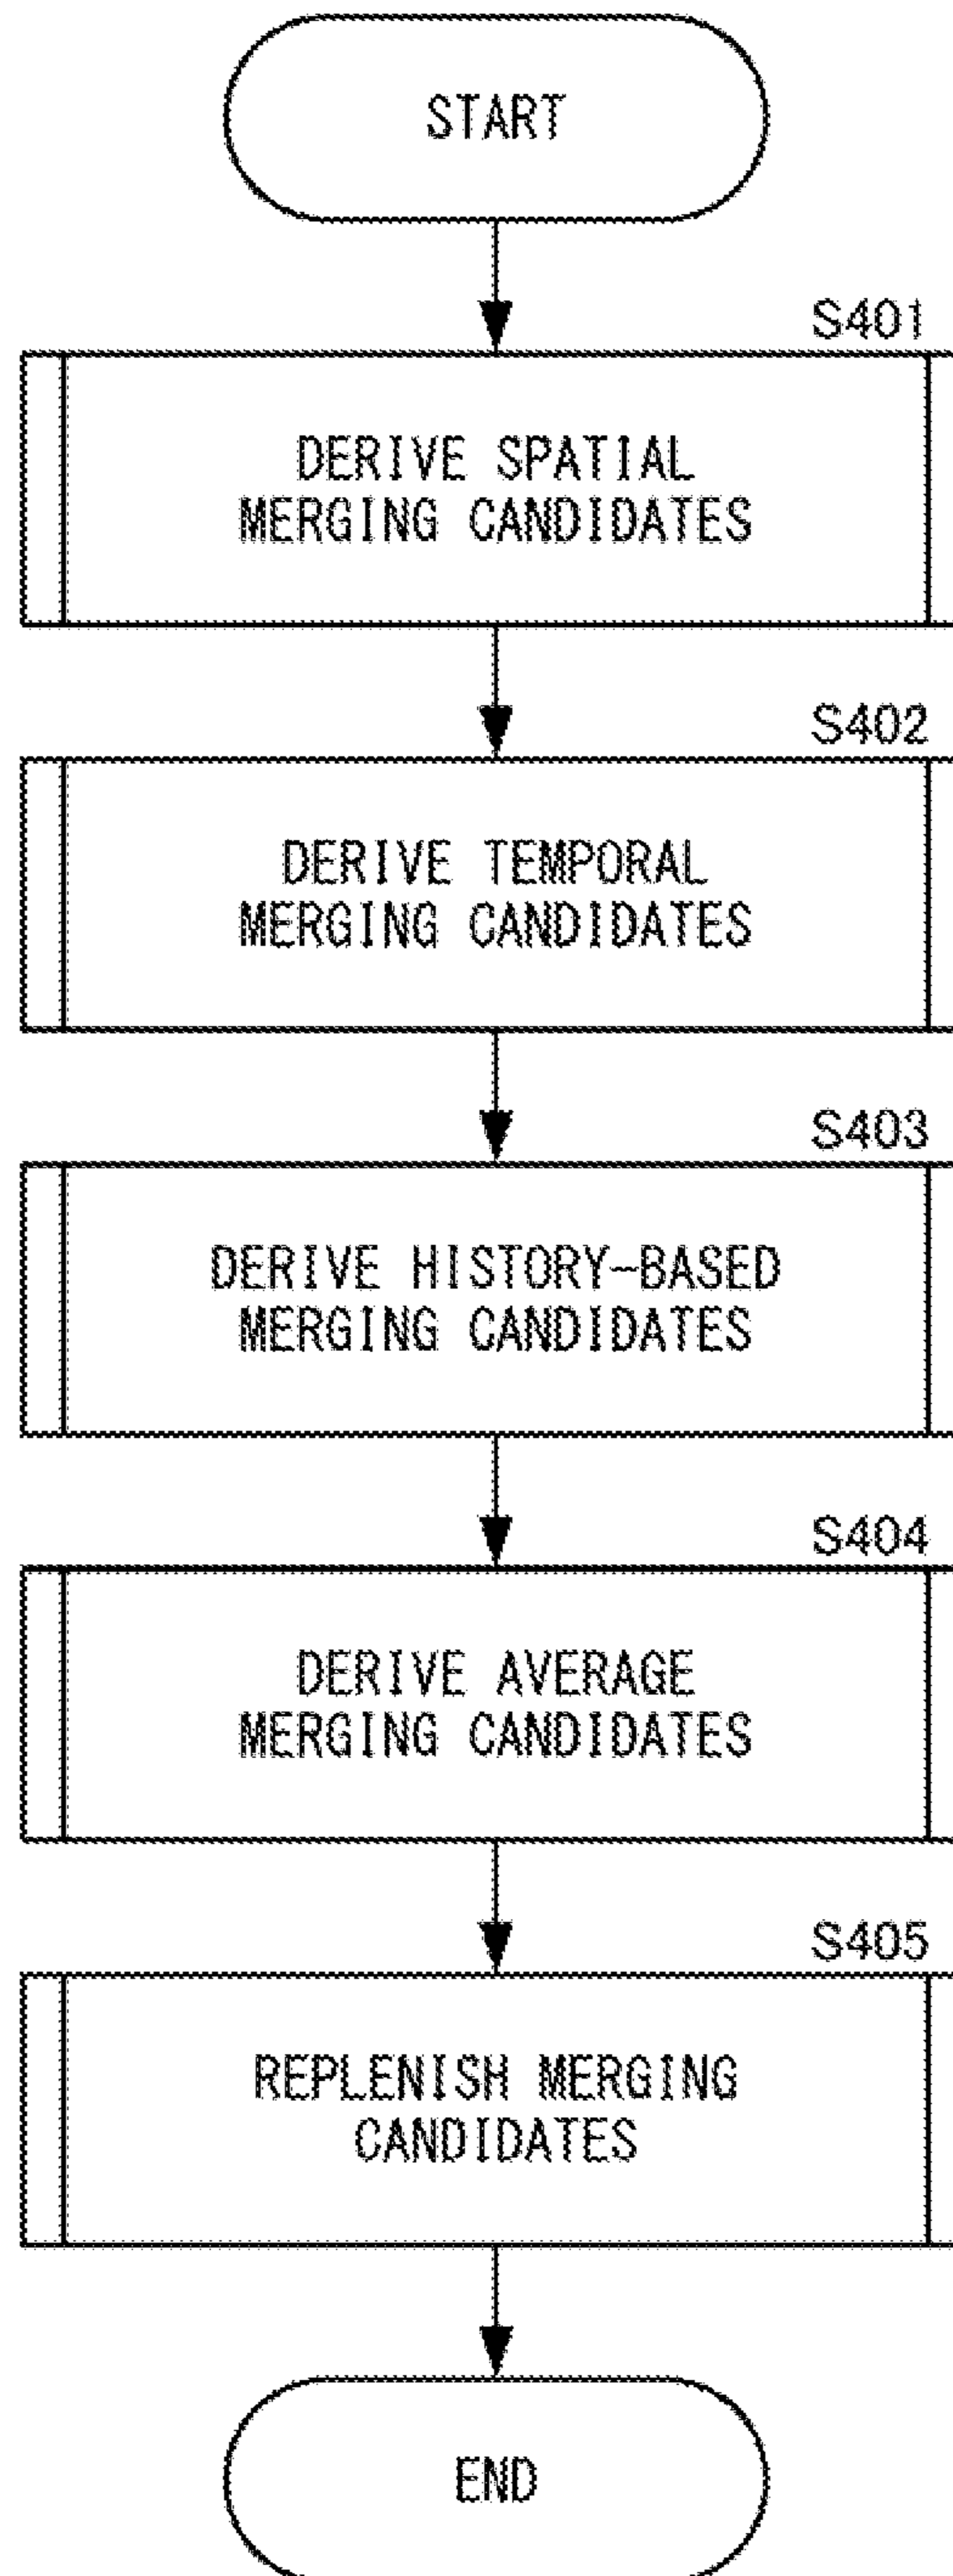 START
S401
DERIVE SPATIAL
MERGING CANDIDATES
S402
DERIVE TEMPORAL
MERGING CANDIDATES
S403
DERIVE HISTORY-BASED
MERGING CANDIDATES
S404
DERIVE AVERAGE
MERGING CANDIDATES
S405
REPLENISH MERGING
CANDIDATES
END